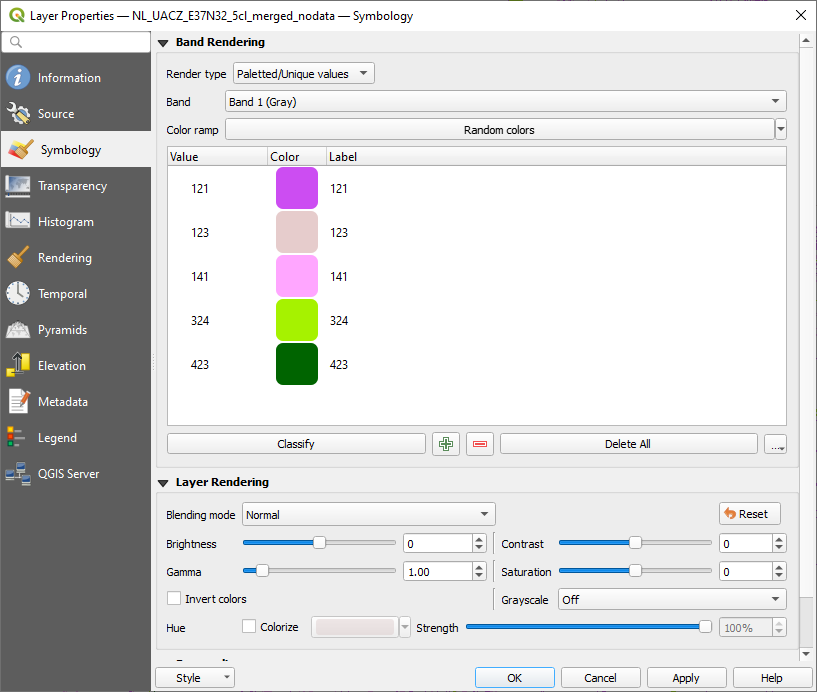 Layer Properties — NL_UACZ_E37N32_5cl_merged_nodata — Symbology
Information
Source
Symbology
Transparency
Histogram
Rendering
Temporal
Pyramids
Elevation
Metadata
Legend
QGIS Server
Band Rendering
Render type Paletted/Unique values
Band Band 1 (Gray)
Color ramp Random colors
Value Color Label
121 121
123 123
141 141
324 324
423 423
Classify Delete All ...
Layer Rendering
Blending mode Normal Reset
Brightness 0 Contrast 0
Gamma 1.00 Saturation 0
Invert colors Grayscale Off
Hue Colorize Strength 100%
Style OK Cancel Apply Help